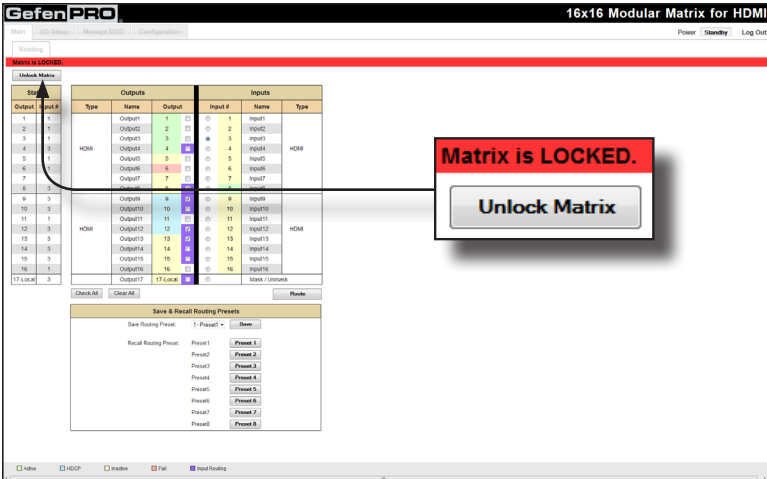 Gefen PRO 16x16 Modular Matrix for HDMI
Main I/O Setup Manage EDID Configuration Power Standby Log Out
Routing
Matrix is LOCKED.
Unlock Matrix
Outputs Inputs
Output Input # Type Name Output Input # Name Type
1 1 Output1 1 1 Input1
2 1 Output2 2 2 Input2
3 1 Output3 3 3 Input3
4 3 HDMI Output4 4 4 Input4 HDMI
5 1 Output5 5 5 Input5
6 1 Output6 6 6 Input6
7 1 Output7 7 7 Input7
8 3 8 8
9 3 Output9 9 9 Input9
10 3 Output10 10 10 Input10
11 1 Output11 11 11 Input11
12 3 HDMI Output12 12 12 Input12 HDMI
13 3 Output13 13 13 Input13
14 3 Output14 14 14 Input14
15 3 Output15 15 15 Input15
16 1 Output16 16 16 Input16
17-Local 3 Output17 17-Local Mask / Unmask
Check All Clear All Route
Save & Recall Routing Presets
Save Routing Preset: 1 - Preset1 Save
Recall Routing Preset: Preset1 Preset 1
Preset2 Preset 2
Preset3 Preset 3
Preset4 Preset 4
Preset5 Preset 5
Preset6 Preset 6
Preset7 Preset 7
Preset8 Preset 8
Active HDCP Inactive Fail Input Routing
Matrix is LOCKED.
Unlock Matrix